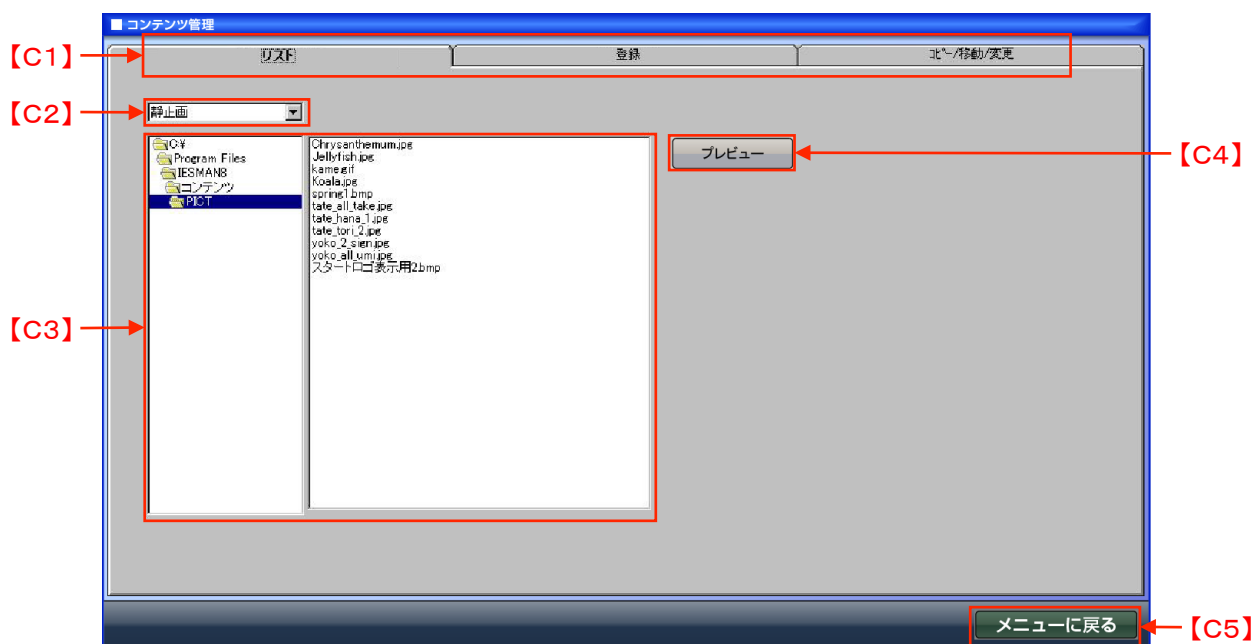 ■ コンテンツ管理
【C1】
リスト
登録
ｺﾋﾟｰ/移動/変更
【C2】
静止画
【C3】
C:¥
Program Files
IESMAN8
コンテンツ
PICT
Chrysanthemum.jpg
Jellyfish.jpg
kame.gif
Koala.jpg
spring1.bmp
tate_all_take.jpg
tate_hana_1.jpg
tate_tori_2.jpg
yoko_2_sign.jpg
yoko_all_umi.jpg
スタートロゴ表示用2.bmp
プレビュー
【C4】
メニューに戻る
【C5】